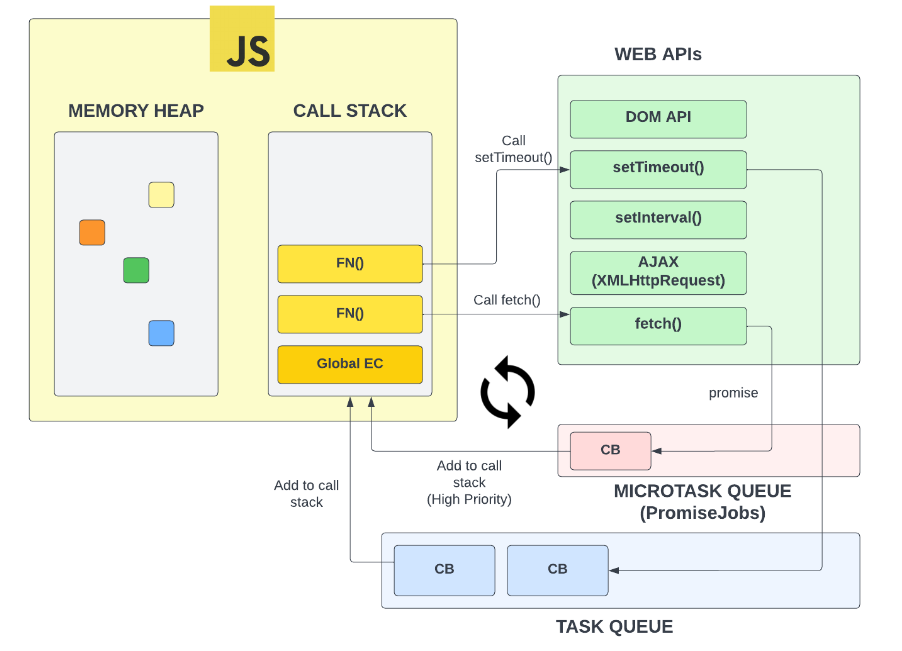 JS
WEB APIs
MEMORY HEAP
CALL STACK
DOM API
Call
setTimeout()
setTimeout()
setInterval()
FN()
AJAX
(XMLHttpRequest)
Call fetch()
FN()
fetch()
Global EC
promise
CB
Add to call
stack
(High Priority)
Add to call
stack
MICROTASK QUEUE
(PromiseJobs)
CB
CB
TASK QUEUE